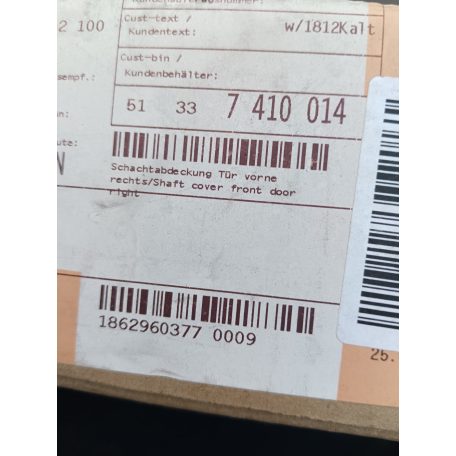 Cust-text /
Kundentext:
w/1812Kalt
2 100
Cust-bin /
Kundenbehälter:
sempf.:
51 33 7 410 014
Schachtabdeckung Tür vorne
rechts/Shaft cover front door
right
1862960377 0009
25.